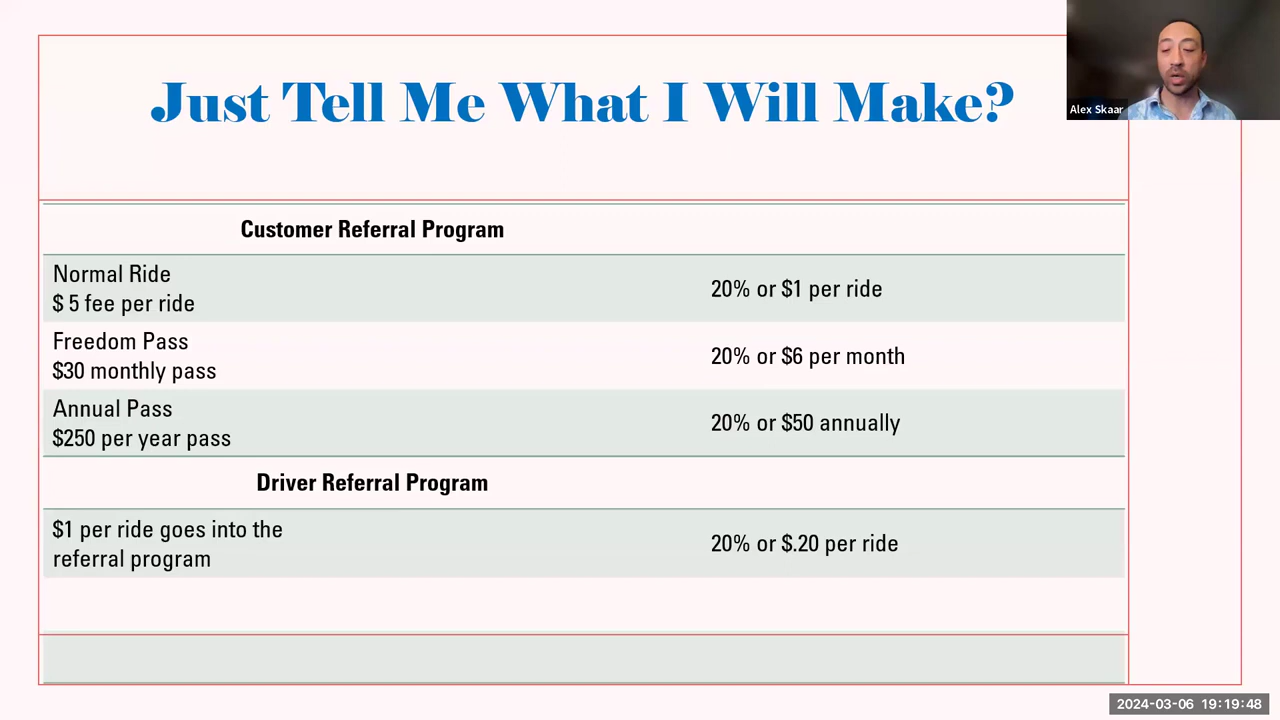 Just Tell Me What I Will Make?
Alex Skaar
Customer Referral Program
Normal Ride
$ 5 fee per ride
20% or $1 per ride
Freedom Pass
$30 monthly pass
20% or $6 per month
Annual Pass
$250 per year pass
20% or $50 annually
Driver Referral Program
$1 per ride goes into the
referral program
20% or $.20 per ride
2024-03-06 19:19:48